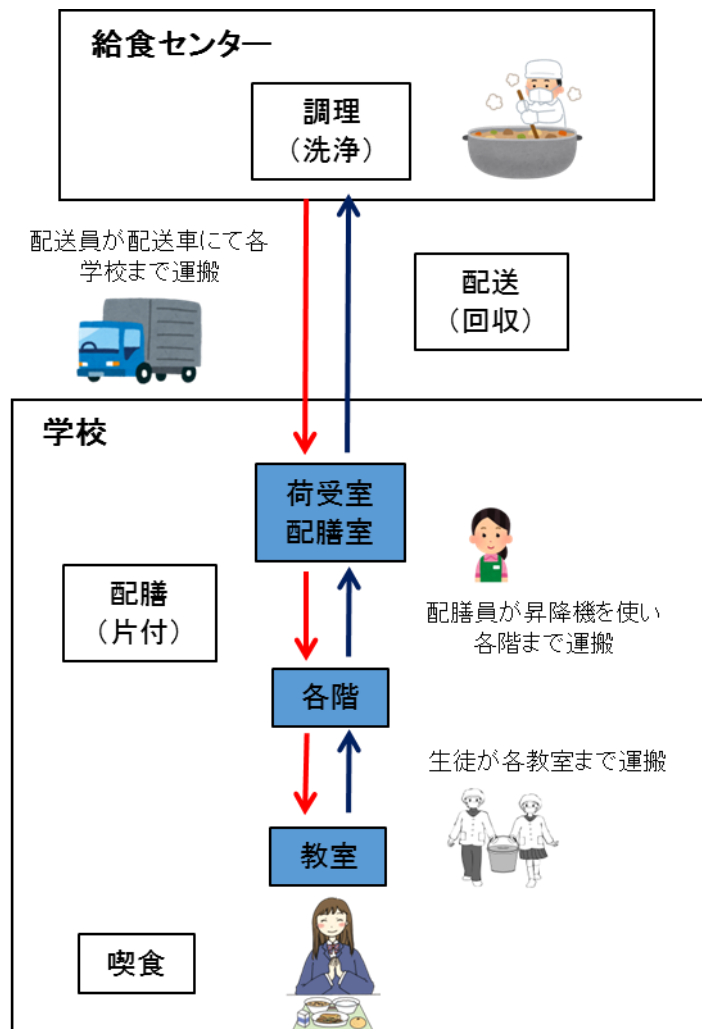 給食センター
調理
（洗浄）
配送員が配送車にて各
学校まで運搬
配送
（回収）
学校
荷受室
配膳室
配膳
（片付）
配膳員が昇降機を使い
各階まで運搬
各階
生徒が各教室まで運搬
教室
喫食